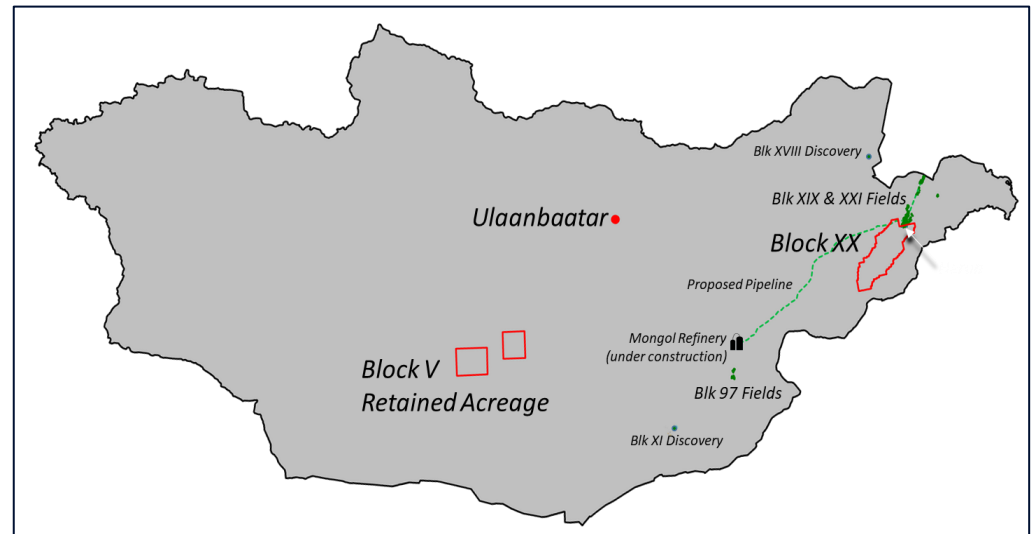 Blk XVIII Discovery
Blk XIX & XXI Fields
Ulaanbaatar
Block XX
Proposed Pipeline
Mongol Refinery
(under construction)
Block V
Retained Acreage
Blk 97 Fields
Blk XI Discovery